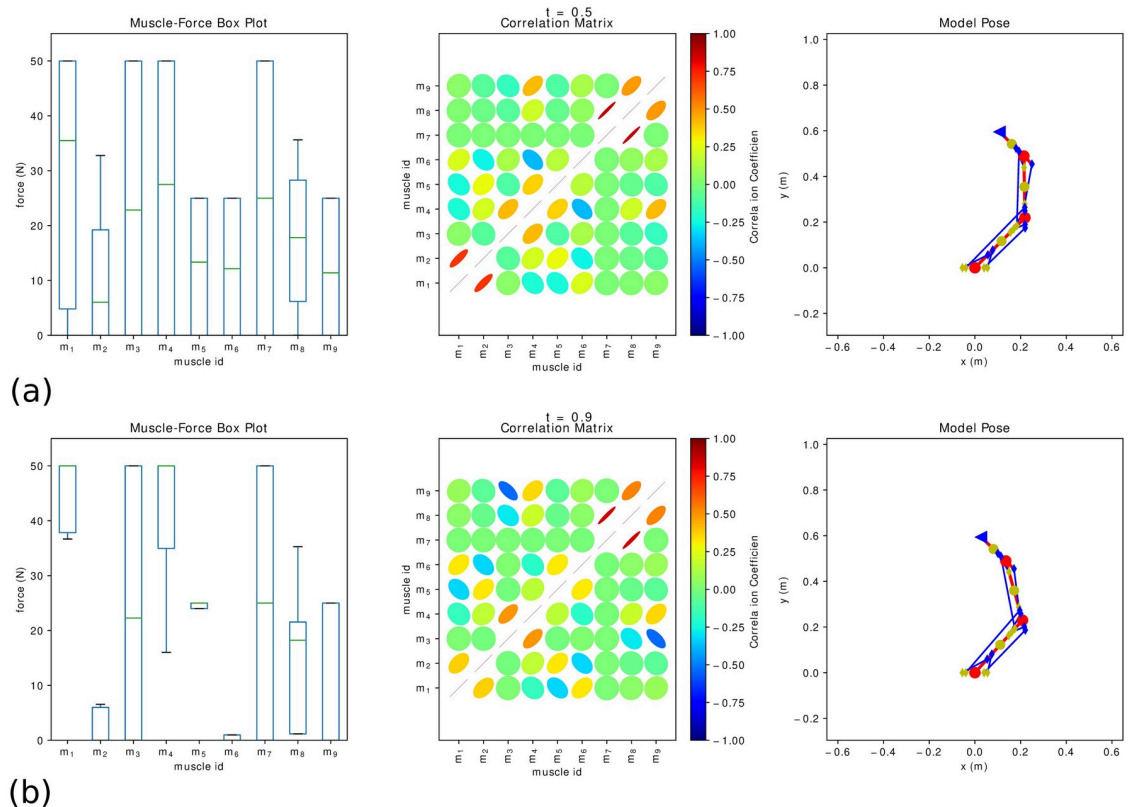 t = 0.5
Muscle-Force Box Plot
Correlation Matrix
Model Pose
force (N)
50
40
30
20
10
0
m1 m2 m3 m4 m5 m6 m7 m8 m9
muscle id
muscle id
m9
m8
m7
m6
m5
m4
m3
m2
m1
m1 m2 m3 m4 m5 m6 m7 m8 m9
muscle id
1.00
0.75
0.50
0.25
0.00
−0.25
−0.50
−0.75
−1.00
Correla ion Coefficien
y (m)
1.0
0.8
0.6
0.4
0.2
0.0
−0.2
−0.6 −0.4 −0.2 0.0 0.2 0.4 0.6
x (m)
(a)
t = 0.9
Muscle-Force Box Plot
Correlation Matrix
Model Pose
force (N)
50
40
30
20
10
0
m1 m2 m3 m4 m5 m6 m7 m8 m9
muscle id
muscle id
m9
m8
m7
m6
m5
m4
m3
m2
m1
m1 m2 m3 m4 m5 m6 m7 m8 m9
muscle id
1.00
0.75
0.50
0.25
0.00
−0.25
−0.50
−0.75
−1.00
Correla ion Coefficien
y (m)
1.0
0.8
0.6
0.4
0.2
0.0
−0.2
−0.6 −0.4 −0.2 0.0 0.2 0.4 0.6
x (m)
(b)